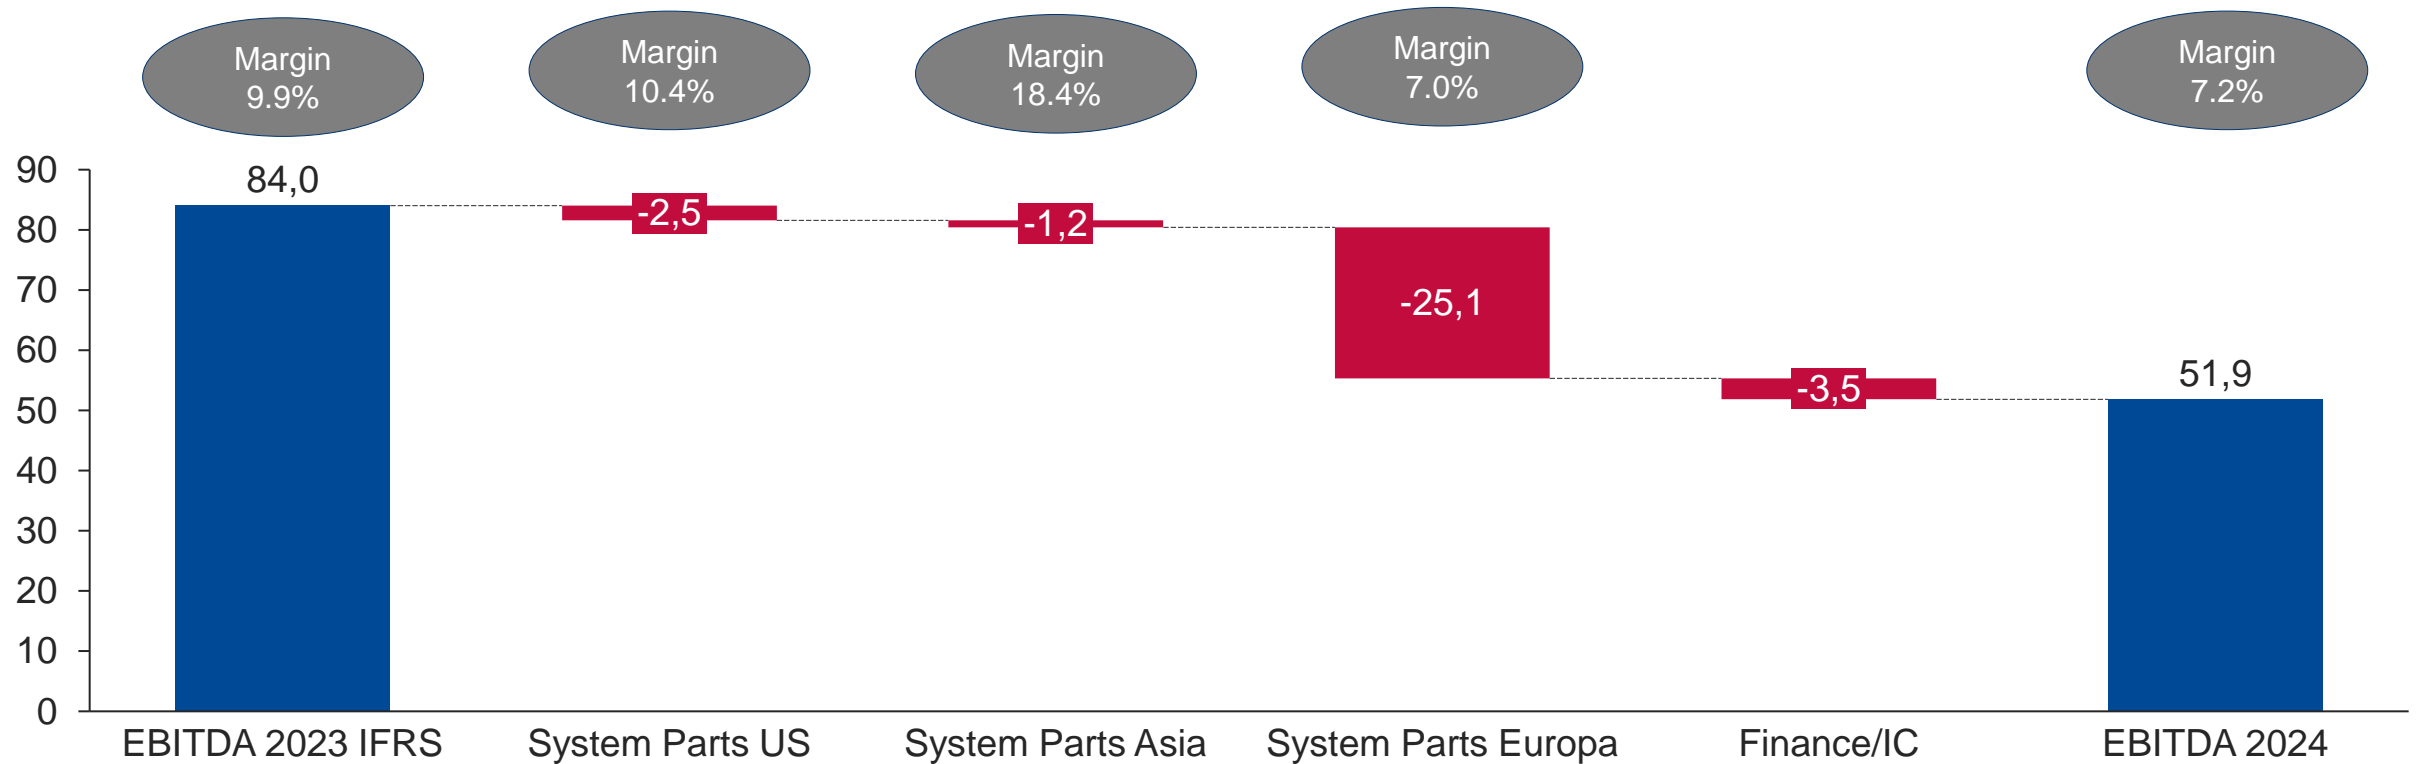 Margin
9.9%
Margin
10.4%
Margin
18.4%
Margin
7.0%
Margin
7.2%
90
80
70
60
50
40
30
20
10
0
84,0
-2,5
-1,2
-25,1
-3,5
51,9
EBITDA 2023 IFRS
System Parts US
System Parts Asia
System Parts Europa
Finance/IC
EBITDA 2024